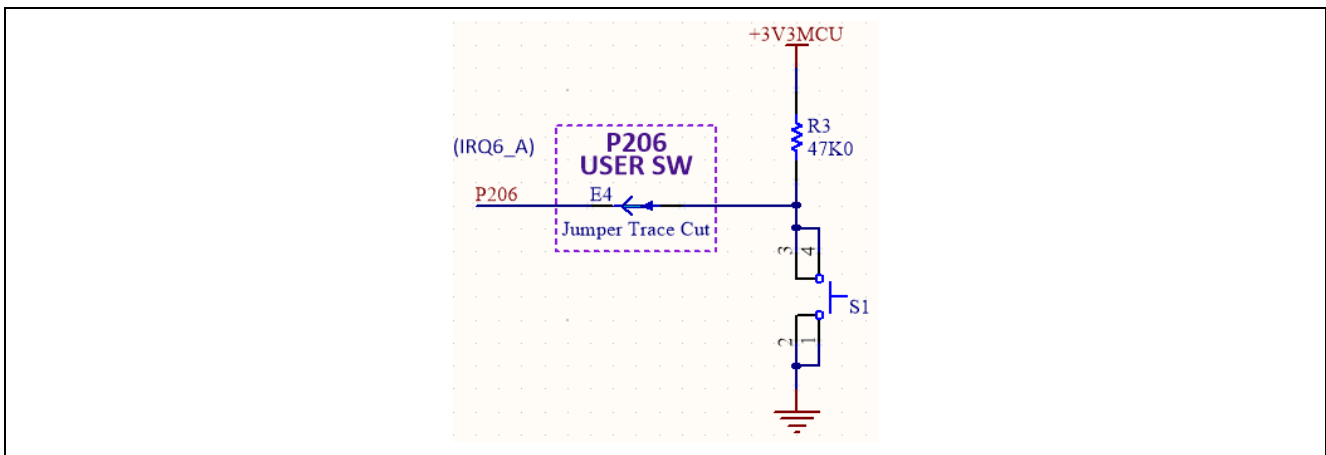 +3V3MCU
R3
47K0
(IRQ6_A)
P206
USER SW
P206
E4
Jumper Trace Cut
3
4
S1
2
1